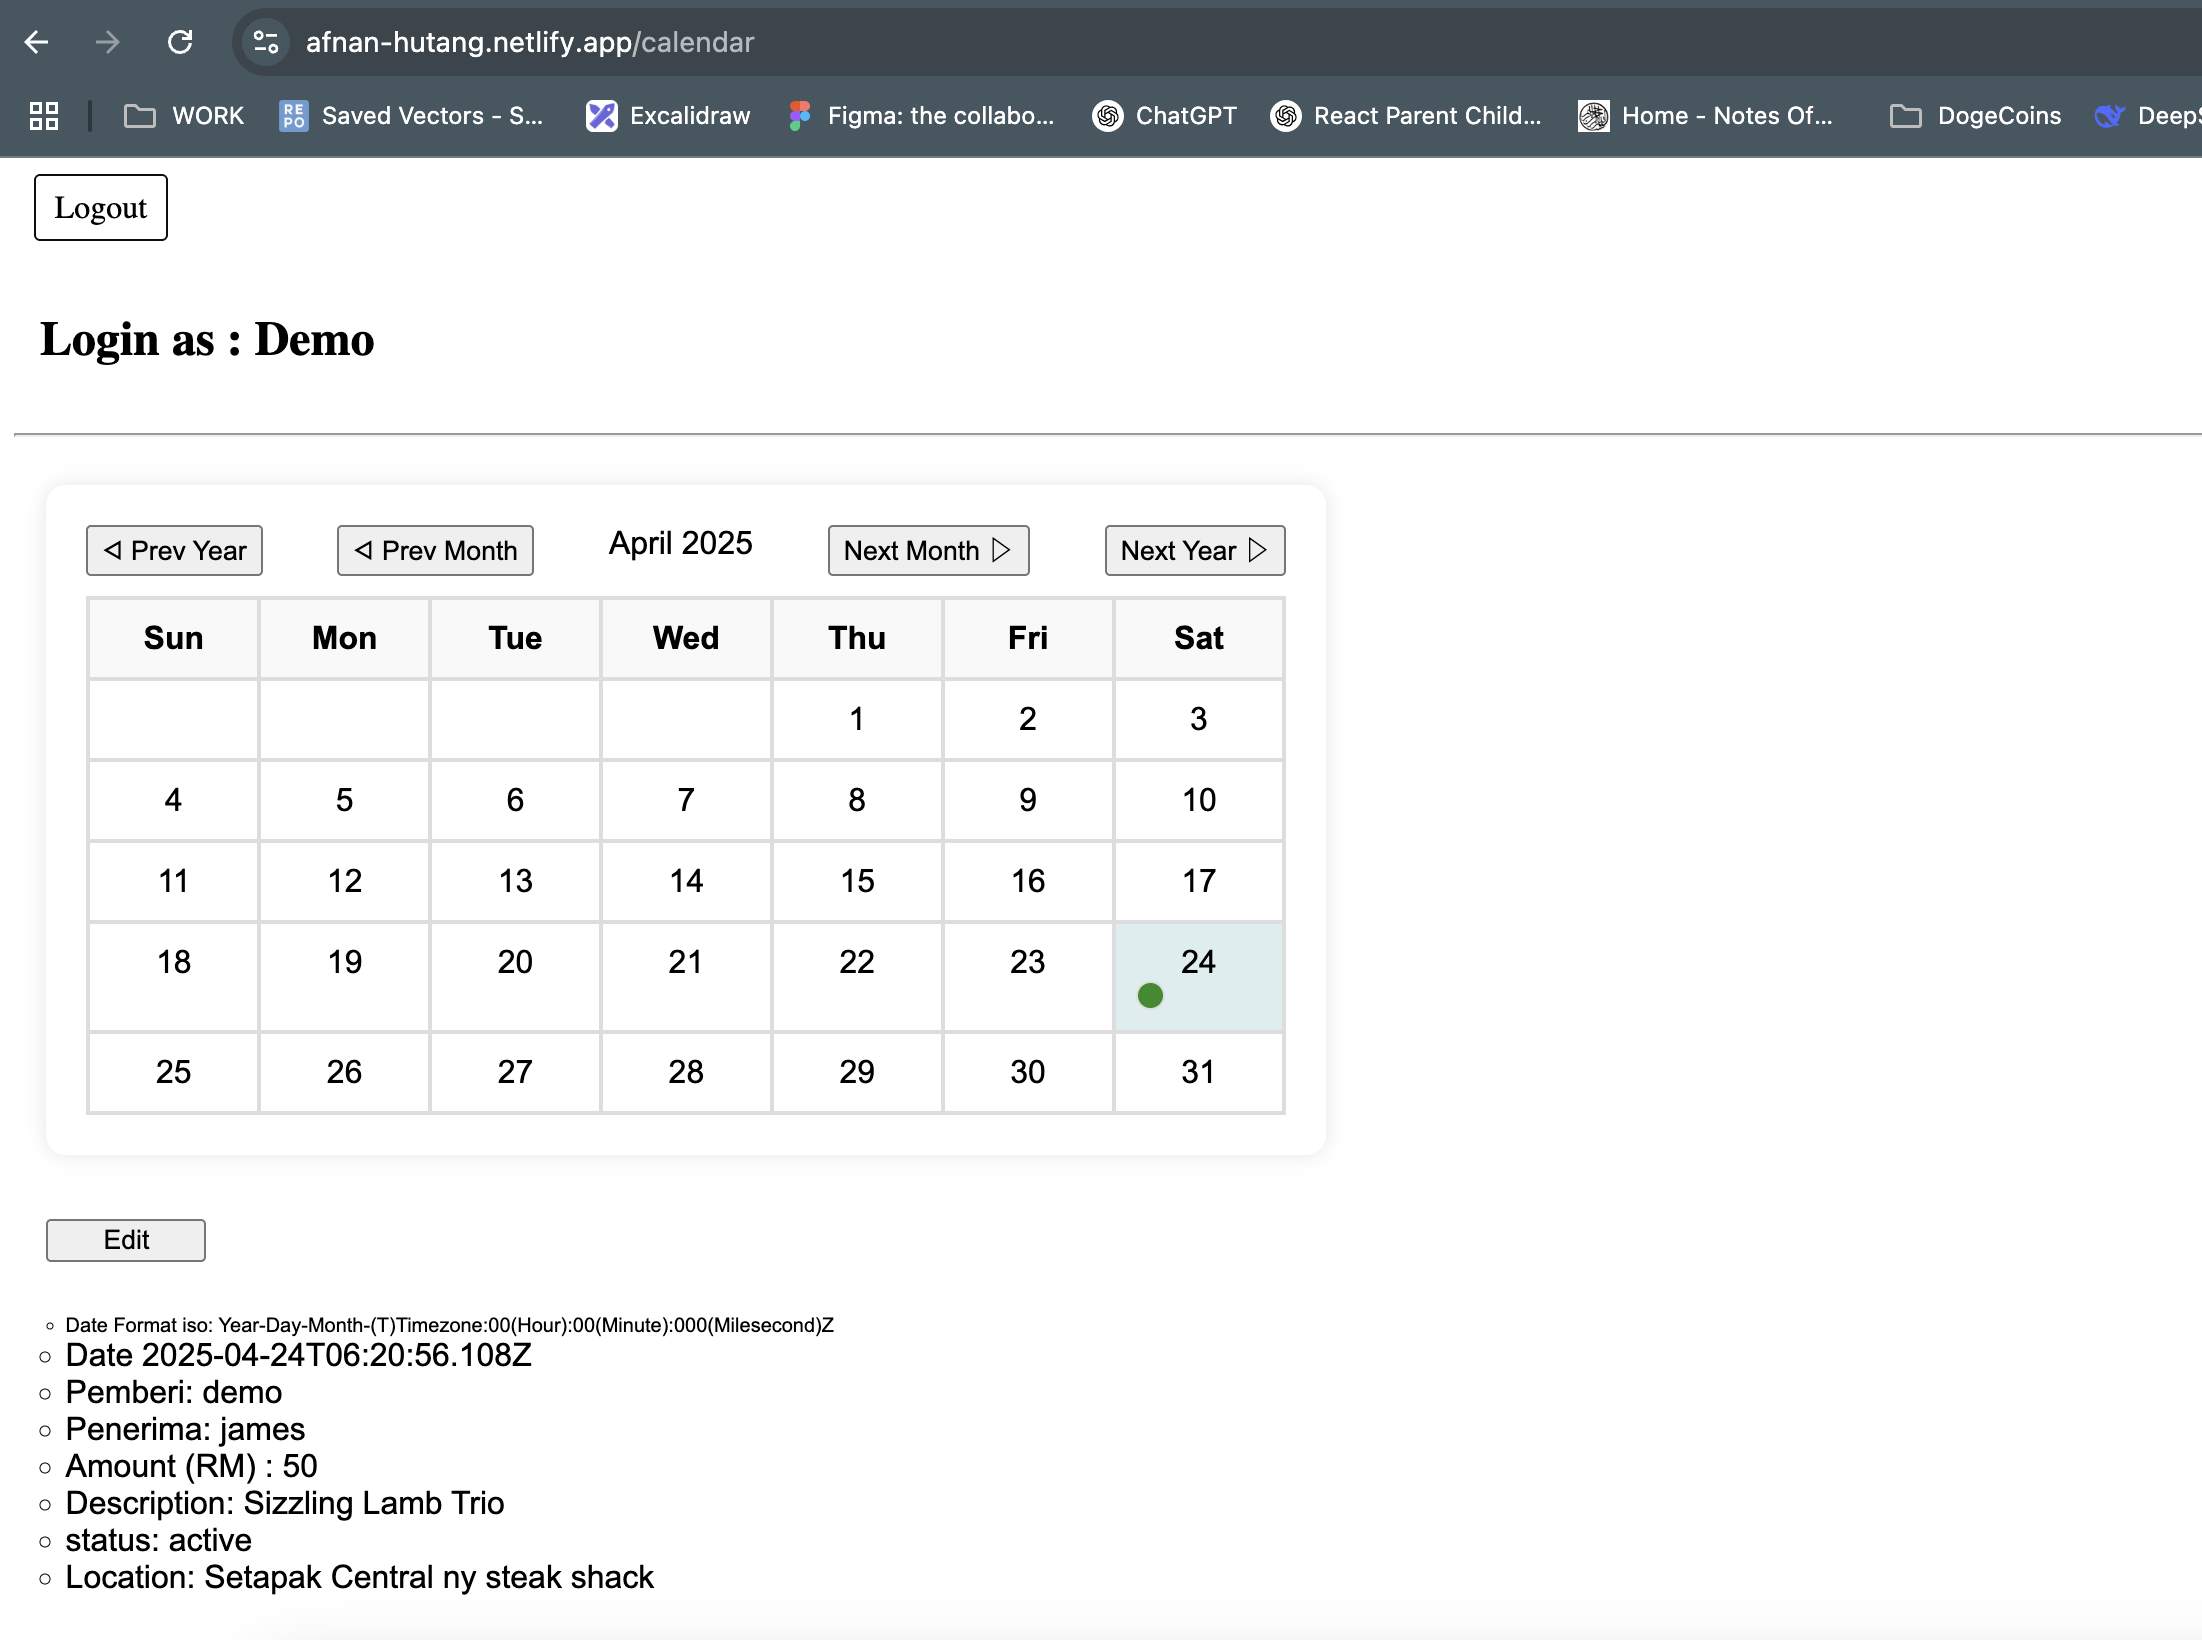 afnan-hutang.netlify.app/calendar
WORK Saved Vectors - S... Excalidraw Figma: the collabo... ChatGPT React Parent Child... Home - Notes Of... DogeCoins DeepS
Logout
Login as : Demo
Prev Year Prev Month April 2025 Next Month Next Year
Sun Mon Tue Wed Thu Fri Sat
1 2 3
4 5 6 7 8 9 10
11 12 13 14 15 16 17
18 19 20 21 22 23 24
25 26 27 28 29 30 31
Edit
Date Format iso: Year-Day-Month-(T)Timezone:00(Hour):00(Minute):000(Milesecond)Z
Date 2025-04-24T06:20:56.108Z
Pemberi: demo
Penerima: james
Amount (RM) : 50
Description: Sizzling Lamb Trio
status: active
Location: Setapak Central ny steak shack